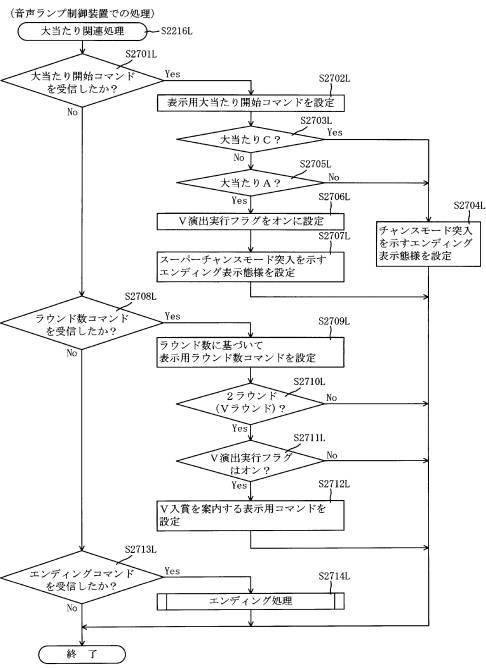 (音声ランプ制御装置での処理)
大当たり関連処理
S2216L
S2701L
大当たり開始コマンド
を受信したか？
Yes
No
S2702L
表示用大当たり開始コマンドを設定
S2703L
大当たりＣ？
Yes
No
S2705L
大当たりＡ？
No
Yes
S2704L
チャンスモード突入
を示すエンディング
表示態様を設定
S2706L
Ｖ演出実行フラグをオンに設定
S2707L
スーパーチャンスモード突入を示す
エンディング表示態様を設定
S2708L
ラウンド数コマンド
を受信したか？
Yes
No
S2709L
ラウンド数に基づいて
表示用ラウンド数コマンドを設定
S2710L
２ラウンド
(Ｖラウンド)？
No
Yes
S2711L
Ｖ演出実行フラグ
はオン？
No
Yes
S2712L
Ｖ入賞を案内する表示用コマンドを
設定
S2713L
エンディングコマンド
を受信したか？
Yes
No
S2714L
エンディング処理
終 了